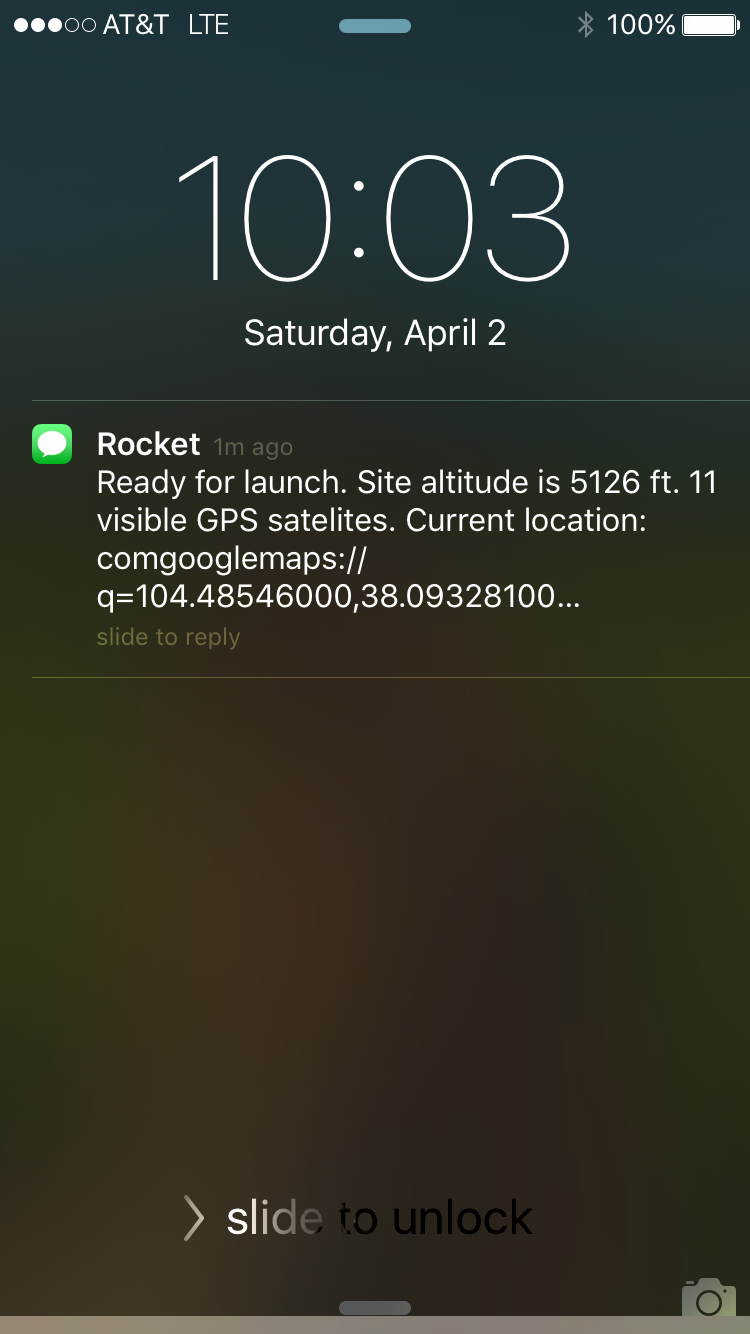 AT&T LTE 100%
10:03
Saturday, April 2
Rocket 1m ago
Ready for launch. Site altitude is 5126 ft. 11
visible GPS satelites. Current location:
comgooglemaps://
q=104.48546000,38.09328100...
slide to reply
slide to unlock